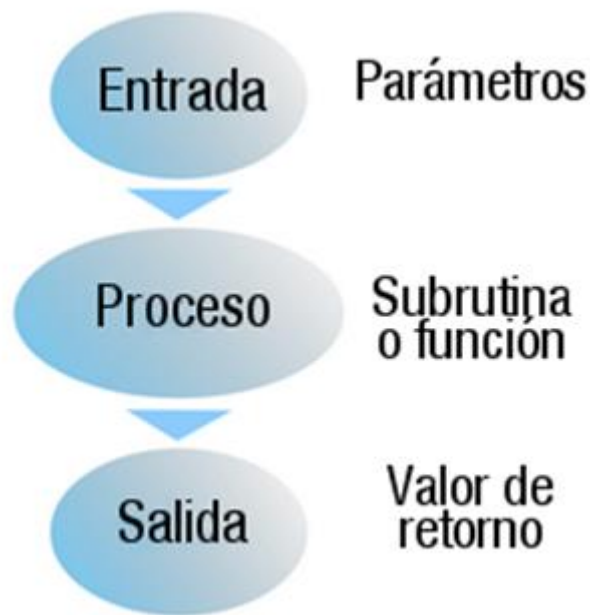 Entrada
Parámetros
Proceso
Subrutina
o función
Salida
Valor de
retorno